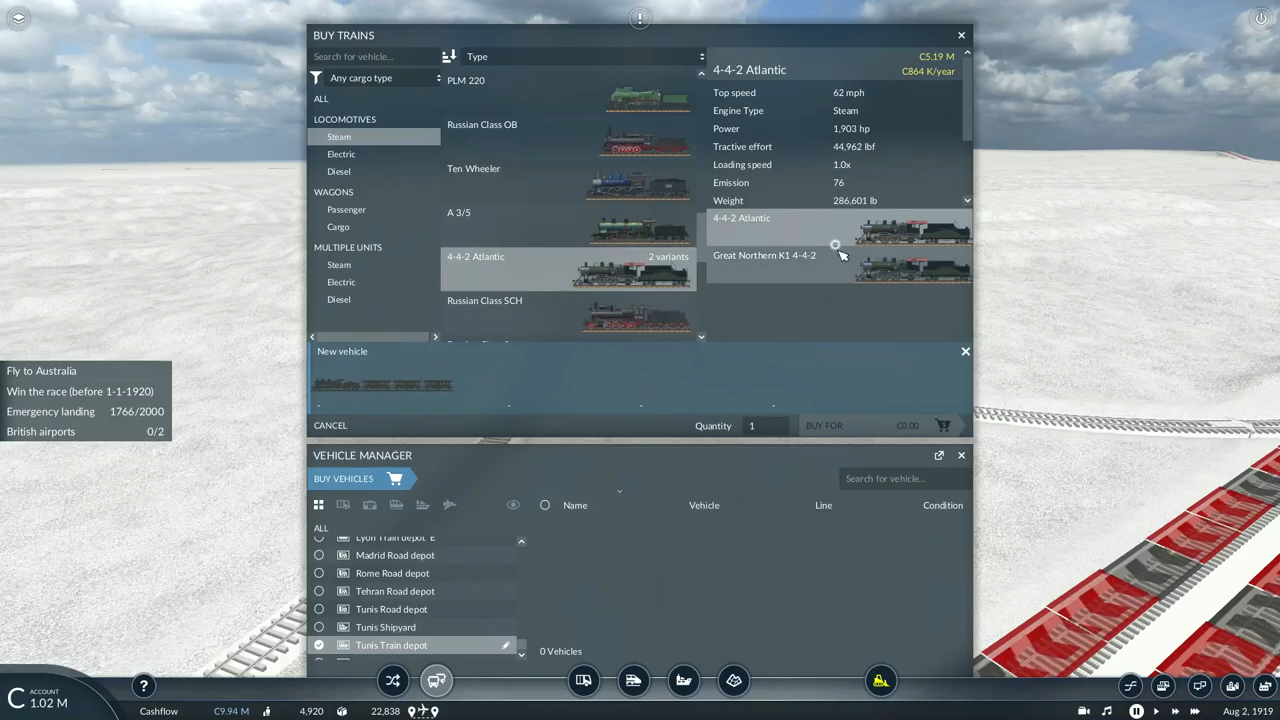 BUY TRAINS
Search for vehicle...
Type
Any cargo type
ALL
LOCOMOTIVES
Steam
Electric
Diesel
WAGONS
Passenger
Cargo
MULTIPLE UNITS
Steam
Electric
Diesel
PLM 220
Russian Class OB
Ten Wheeler
A 3/5
4-4-2 Atlantic 2 variants
Russian Class SCH
C5.19 M
4-4-2 Atlantic C864 K/year
Top speed 62 mph
Engine Type Steam
Power 1,903 hp
Tractive effort 44,962 lbf
Loading speed 1.0x
Emission 76
Weight 286,601 lb
4-4-2 Atlantic
Great Northern K1 4-4-2
New vehicle
CANCEL
Quantity 1
BUY FOR C0.00
Fly to Australia
Win the race (before 1-1-1920)
Emergency landing 1766/2000
British airports 0/2
VEHICLE MANAGER
BUY VEHICLES
Search for vehicle...
Name Vehicle Line Condition
ALL
Lyon Train depot E
Madrid Road depot
Rome Road depot
Tehran Road depot
Tunis Road depot
Tunis Shipyard
Tunis Train depot
0 Vehicles
C ACCOUNT
1.02 M
?
Cashflow C9.94 M 4,920 22,838
Aug 2, 1919